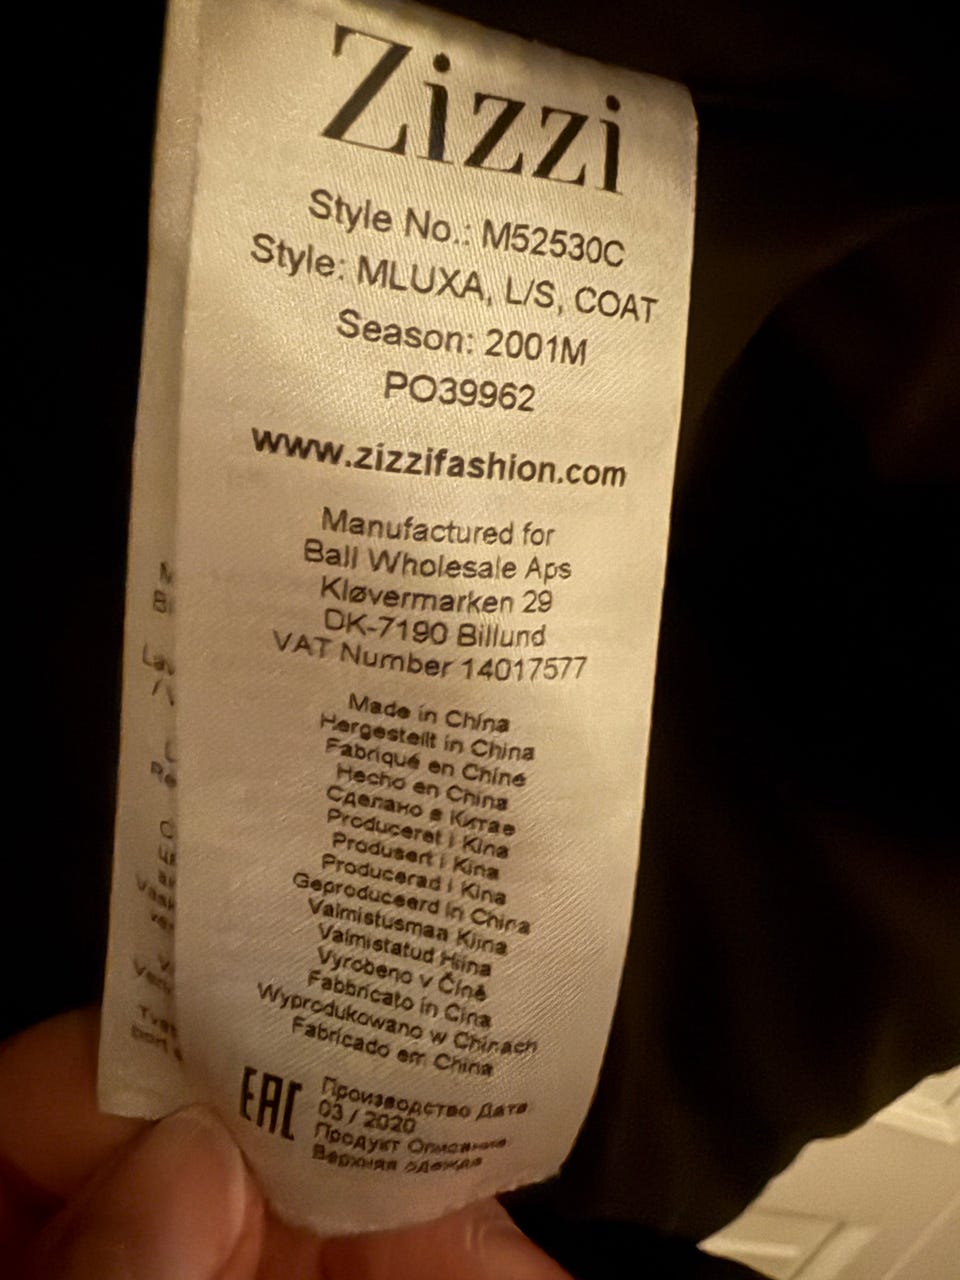 Zizzi
Style No.: M52530C
Style: MLUXA, L/S, COAT
Season: 2001M
PO39962
www.zizzifashion.com
Manufactured for
Ball Wholesale Aps
Kløvermarken 29
DK-7190 Billund
VAT Number 14017577
Made in China
Hergestellt in China
Fabriqué en Chine
Hecho en China
Сделано в Китае
Produceret i Kina
Produsert i Kina
Producerad i Kina
Geproduceerd in China
Valmistusmaa Kiina
Valmistatud Hiina
Vyrobeno v Číně
Fabbricato in Cina
Wyprodukowano w Chinach
Fabricado em China
EAC
Производство Дата
03 / 2020
Продукт Описание
Верхняя одежда